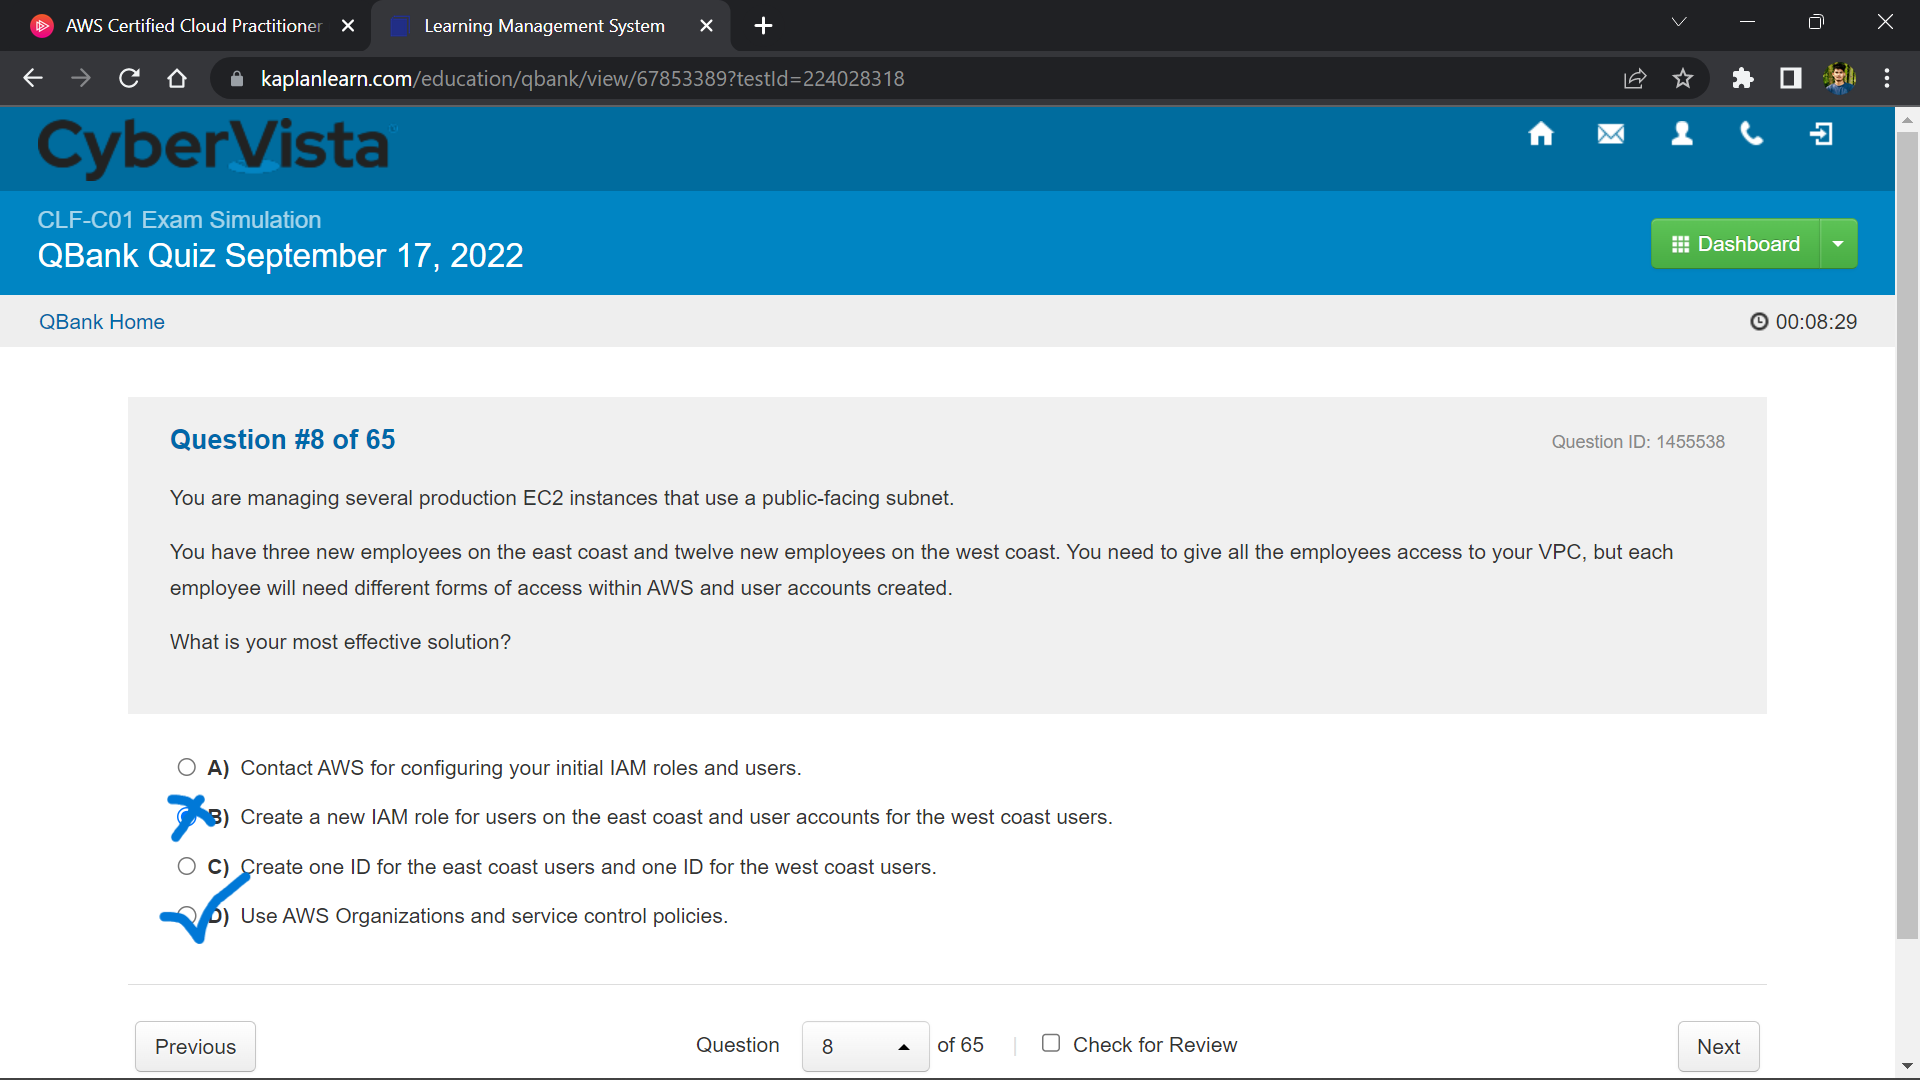 AWS Certified Cloud Practitioner
Learning Management System
kaplanlearn.com/education/qbank/view/67853389?testId=224028318
CyberVista
CLF-C01 Exam Simulation
QBank Quiz September 17, 2022
Dashboard
QBank Home
00:08:29
Question #8 of 65
Question ID: 1455538
You are managing several production EC2 instances that use a public-facing subnet.
You have three new employees on the east coast and twelve new employees on the west coast. You need to give all the employees access to your VPC, but each
employee will need different forms of access within AWS and user accounts created.
What is your most effective solution?
A) Contact AWS for configuring your initial IAM roles and users.
B) Create a new IAM role for users on the east coast and user accounts for the west coast users.
C) Create one ID for the east coast users and one ID for the west coast users.
D) Use AWS Organizations and service control policies.
Previous
Question 8 of 65
Check for Review
Next